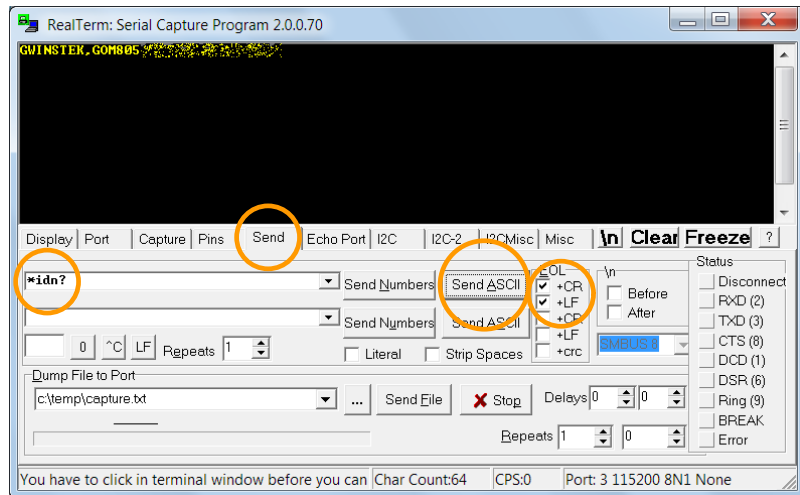 RealTerm: Serial Capture Program 2.0.0.70
GWINSTEK,GOM805
Display Port Capture Pins Send Echo Port I2C I2C-2 I2CMisc Misc \n Clear Freeze ?
*idn?
Send Numbers
Send ASCII
EOL
+CR
+LF
\n
Before
After
Send Numbers
Send ASCII
+CR
+LF
+crc
SMBUS 8
0
^C
LF
Repeats 1
Literal
Strip Spaces
Dump File to Port
c:\temp\capture.txt
...
Send File
Stop
Delays 0 0
Repeats 1 0
Status
Disconnect
RXD (2)
TXD (3)
CTS (8)
DCD (1)
DSR (6)
Ring (9)
BREAK
Error
You have to click in terminal window before you can
Char Count:64
CPS:0
Port: 3 115200 8N1 None